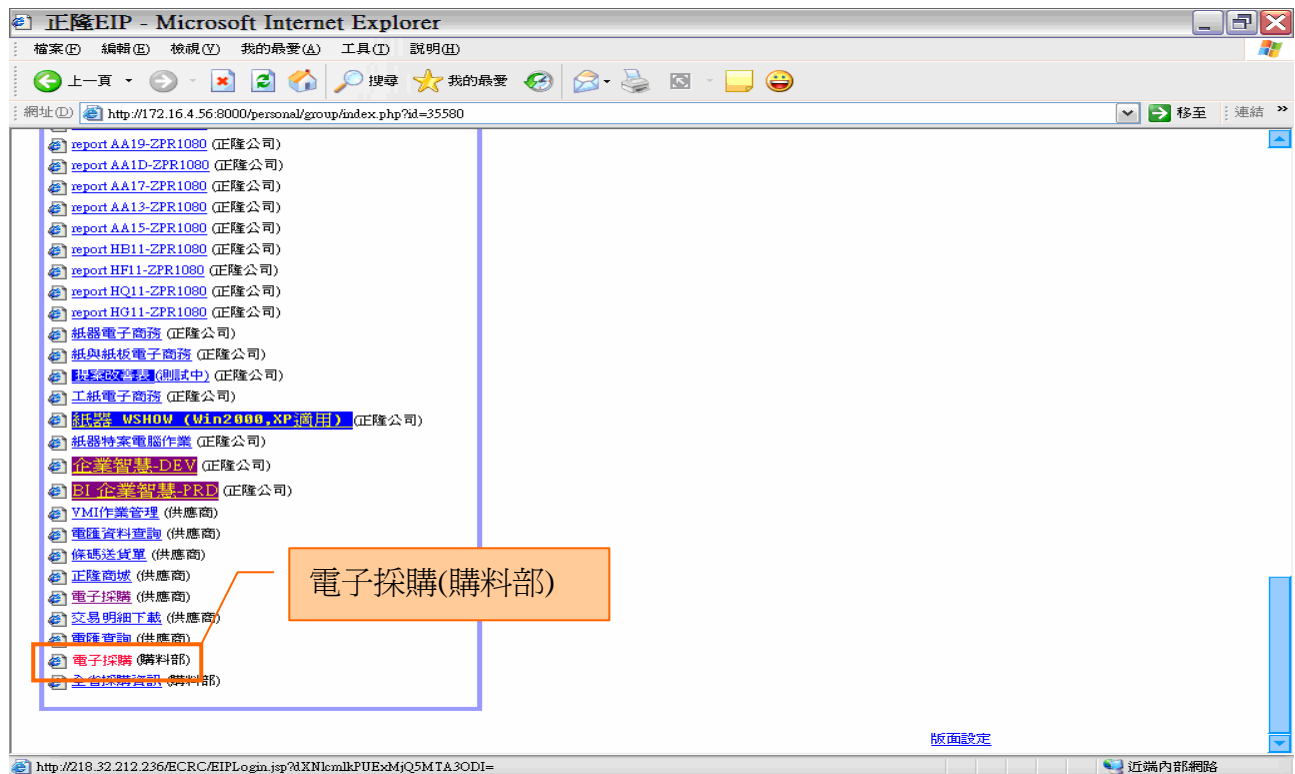 正隆EIP - Microsoft Internet Explorer
檔案(F) 編輯(E) 檢視(V) 我的最愛(A) 工具(T) 說明(H)
上一頁 搜尋 我的最愛
網址(D) http://172.16.4.56:8000/personal/group/index.php?id=35580 移至 連結 »
report AA19-ZPR1080 (正隆公司)
report AA1D-ZPR1080 (正隆公司)
report AA17-ZPR1080 (正隆公司)
report AA13-ZPR1080 (正隆公司)
report AA15-ZPR1080 (正隆公司)
report HB11-ZPR1080 (正隆公司)
report HF11-ZPR1080 (正隆公司)
report HQ11-ZPR1080 (正隆公司)
report HG11-ZPR1080 (正隆公司)
紙器電子商務 (正隆公司)
紙與紙板電子商務 (正隆公司)
提案改善表 (測試中) (正隆公司)
工紙電子商務 (正隆公司)
紙器 WSHOW (Win2000,XP適用) (正隆公司)
紙器特案電腦作業 (正隆公司)
企業智慧-DEV (正隆公司)
BI 企業智慧-PRD (正隆公司)
VMI作業管理 (供應商)
電匯資料查詢 (供應商)
條碼送貨單 (供應商)
正隆商城 (供應商)
電子採購 (供應商)
交易明細下載 (供應商)
電匯查詢 (供應商)
電子採購 (購料部)
全省採購資訊 (購料部)
電子採購(購料部)
版面設定
http://218.32.212.236/ECRC/EIPLogin.jsp?dXNlcmlkPUExMjQ5MTA3ODI= 近端內部網路